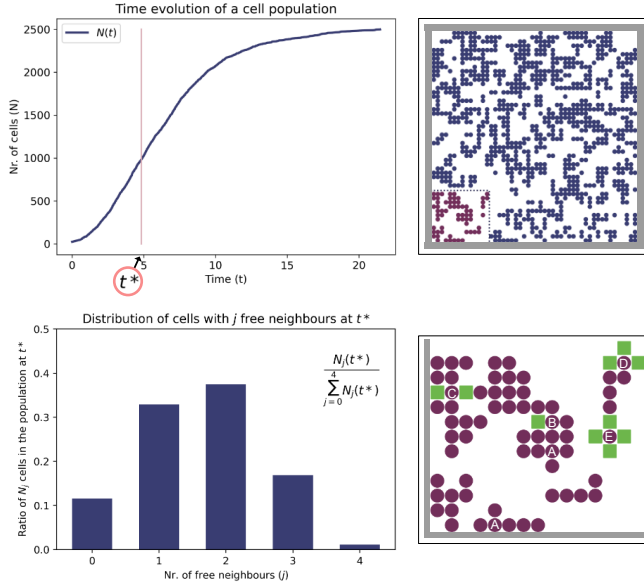 Time evolution of a cell population
N(t)
Nr. of cells (N)
2500
2000
1500
1000
500
0
0
5
10
15
20
t*
Time (t)
Distribution of cells with j free neighbours at t*
Ratio of N_j cells in the population at t*
0.5
0.4
0.3
0.2
0.1
0.0
N_j(t*)
4
∑ N_j(t*)
j=0
0
1
2
3
4
Nr. of free neighbours (j)
D
C
B
E
A
A